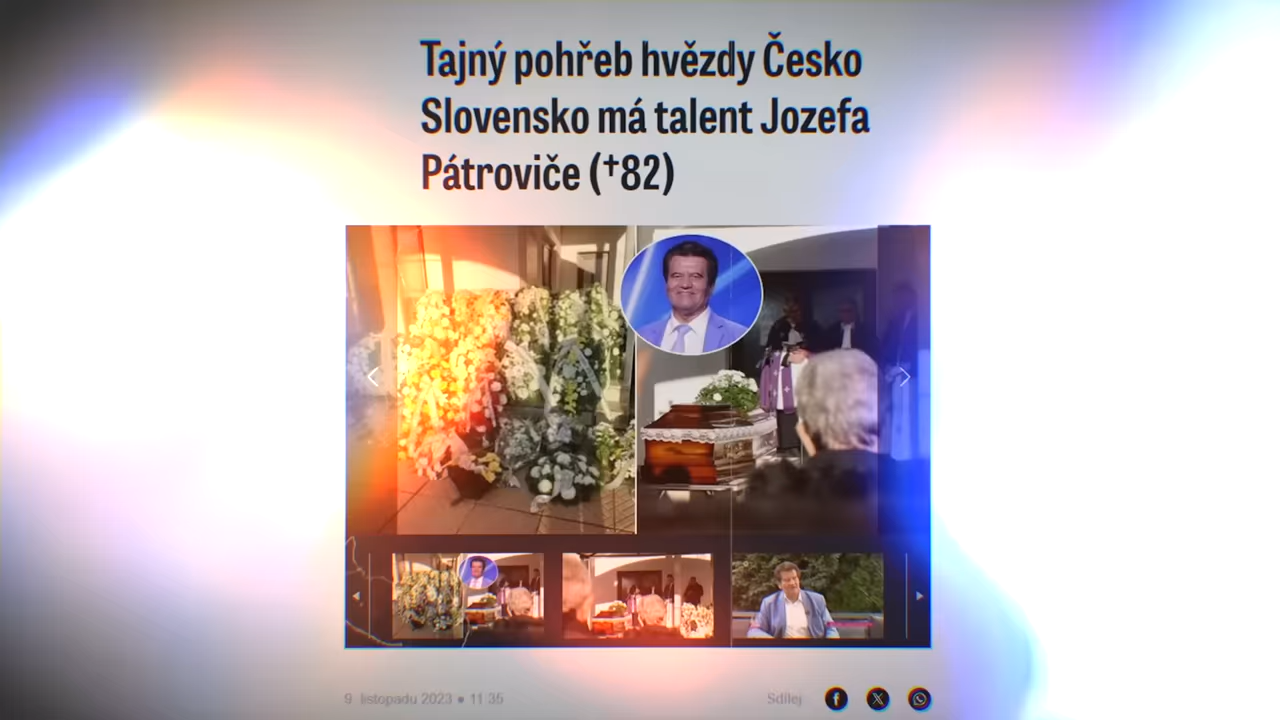 Tajný pohřeb hvězdy Česko
Slovensko má talent Jozefa
Pátroviče (†82)
9. listopadu 2023 • 11:35
Sdílej